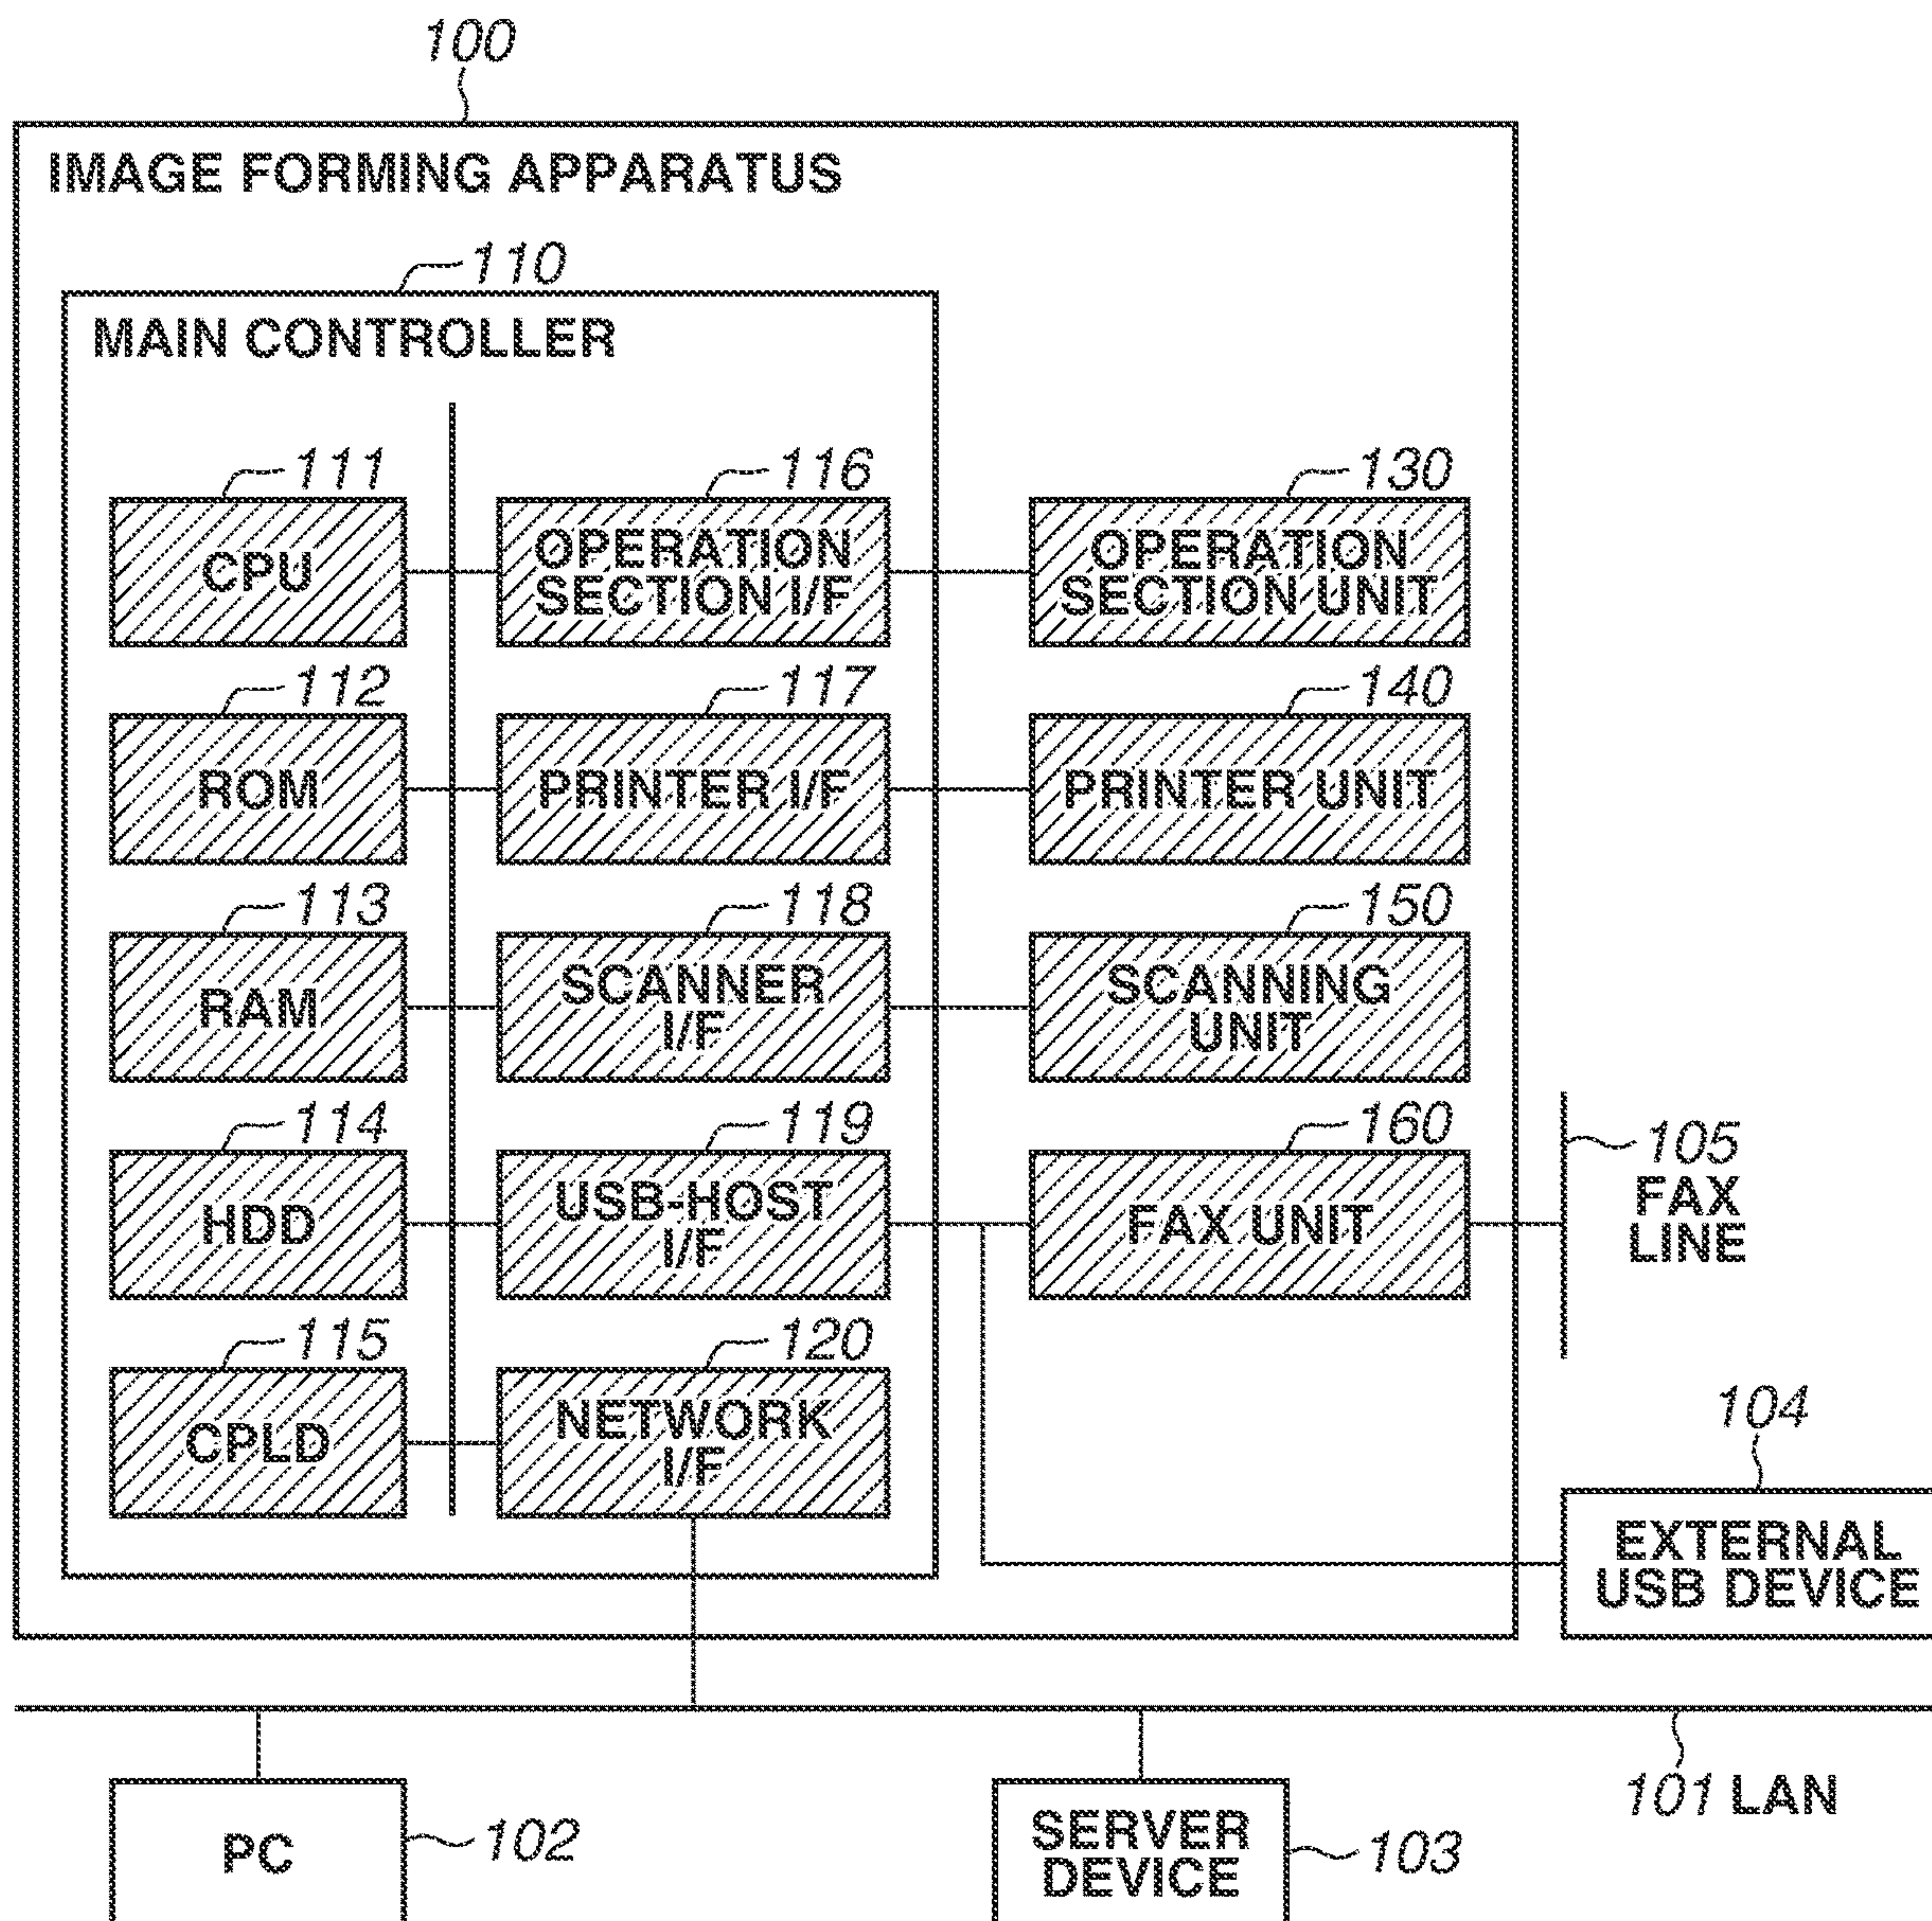 100
IMAGE FORMING APPARATUS
110
MAIN CONTROLLER
111
CPU
116
OPERATION
SECTION I/F
130
OPERATION
SECTION UNIT
112
ROM
117
PRINTER I/F
140
PRINTER UNIT
113
RAM
118
SCANNER
I/F
150
SCANNING
UNIT
114
HDD
119
USB-HOST
I/F
160
FAX UNIT
105
FAX
LINE
115
CPLD
120
NETWORK
I/F
104
EXTERNAL
USB DEVICE
101 LAN
PC
102
SERVER
DEVICE
103